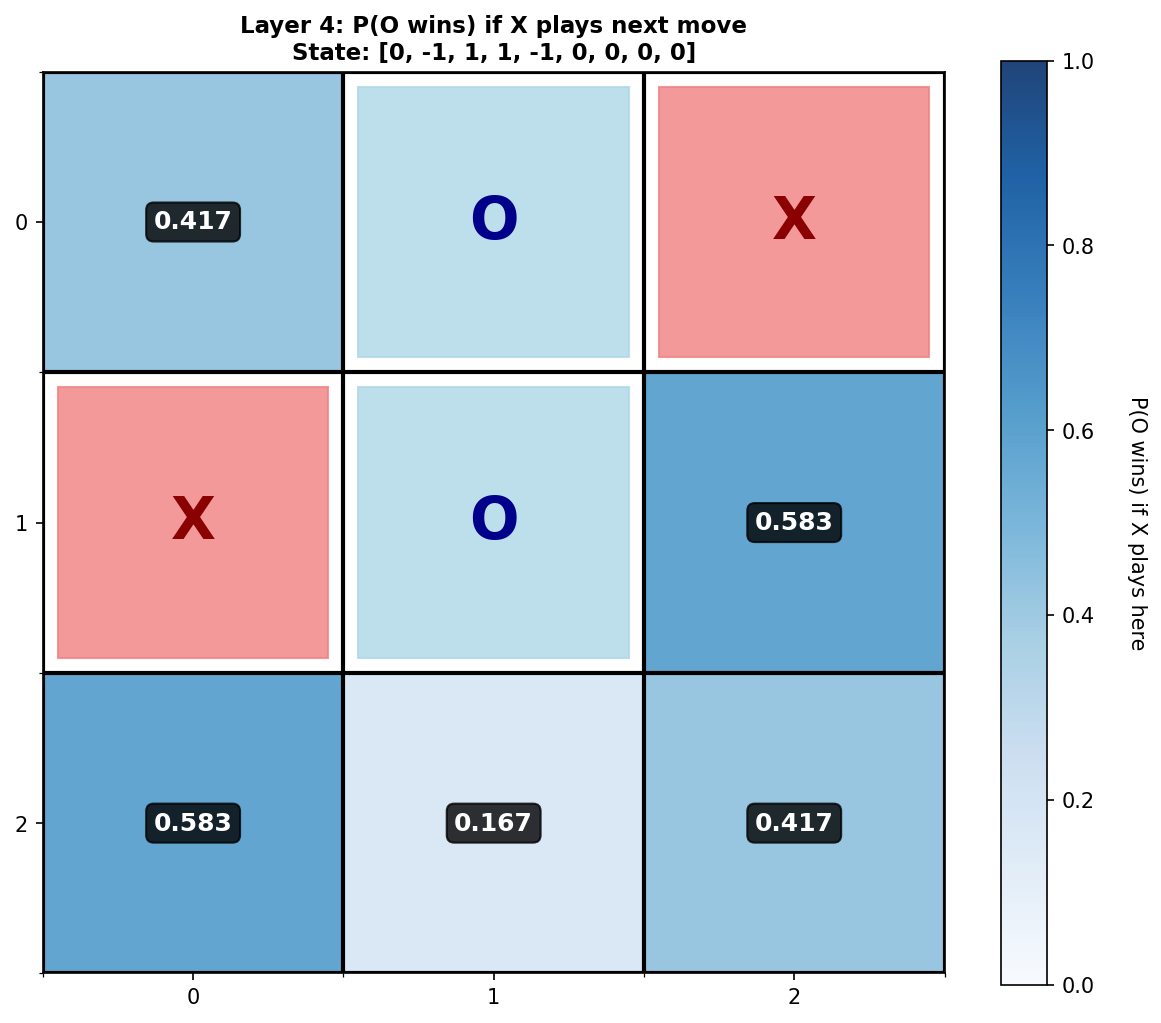 Layer 4: P(O wins) if X plays next move
State: [0, -1, 1, 1, -1, 0, 0, 0, 0]
0
0.417
O
X
1
X
O
0.583
2
0.583
0.167
0.417
0
1
2
1.0
0.8
0.6
0.4
0.2
0.0
P(O wins) if X plays here